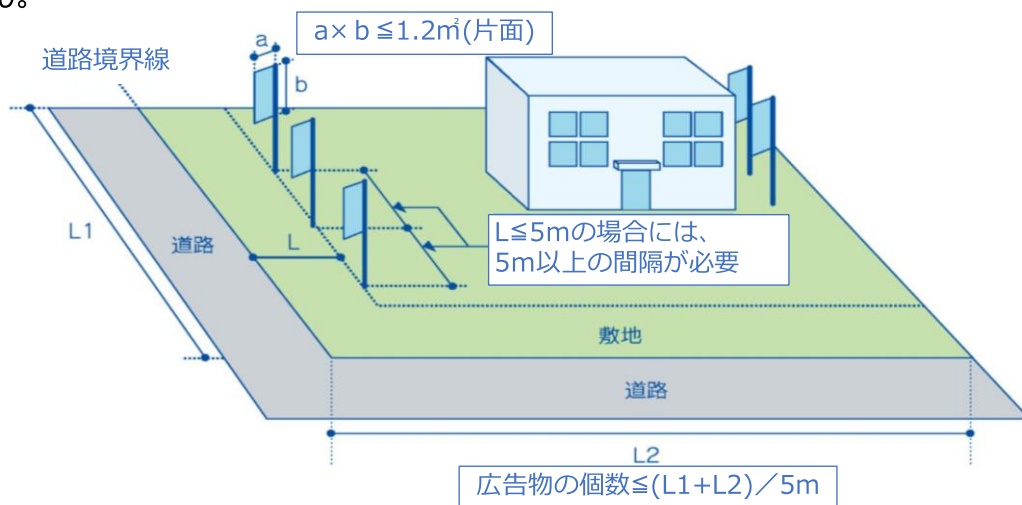 a×b≦1.2㎡(片面)
道路境界線
a
b
L1
道路
L
L≦5mの場合には、
5m以上の間隔が必要
敷地
道路
L2
広告物の個数≦(L1+L2)／5m